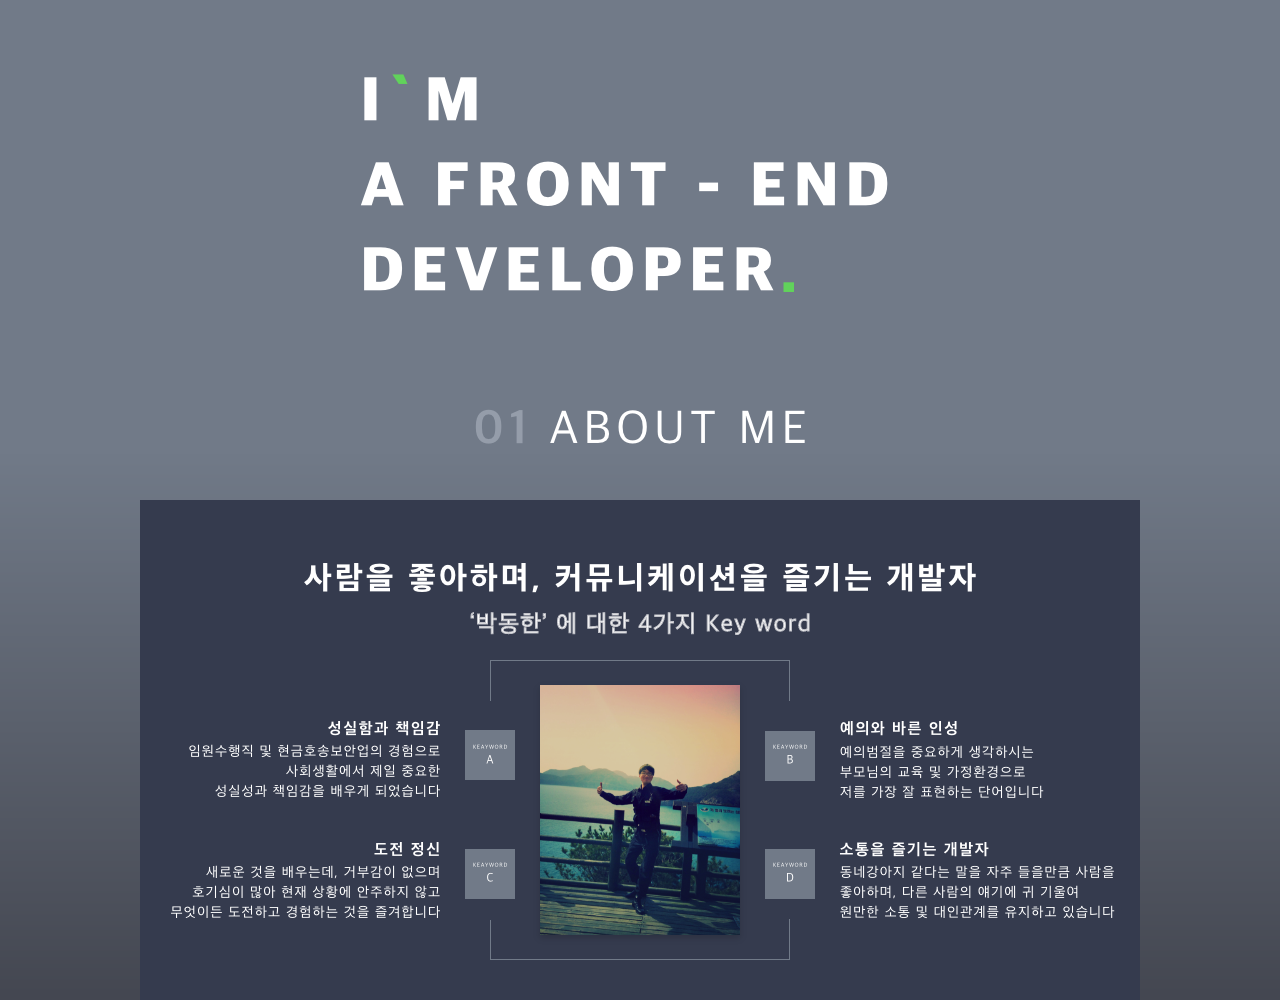 I`M
A FRONT - END
DEVELOPER.
01 ABOUT ME
사람을 좋아하며, 커뮤니케이션을 즐기는 개발자
‘박동한’ 에 대한 4가지 Key word
성실함과 책임감
임원수행직 및 현금호송보안업의 경험으로
사회생활에서 제일 중요한
성실성과 책임감을 배우게 되었습니다
KEAYWORD
A
KEAYWORD
B
예의와 바른 인성
예의범절을 중요하게 생각하시는
부모님의 교육 및 가정환경으로
저를 가장 잘 표현하는 단어입니다
도전 정신
새로운 것을 배우는데, 거부감이 없으며
호기심이 많아 현재 상황에 안주하지 않고
무엇이든 도전하고 경험하는 것을 즐겨합니다
KEAYWORD
C
KEAYWORD
D
소통을 즐기는 개발자
동네강아지 같다는 말을 자주 들을만큼 사람을
좋아하며, 다른 사람의 얘기에 귀 기울여
원만한 소통 및 대인관계를 유지하고 있습니다